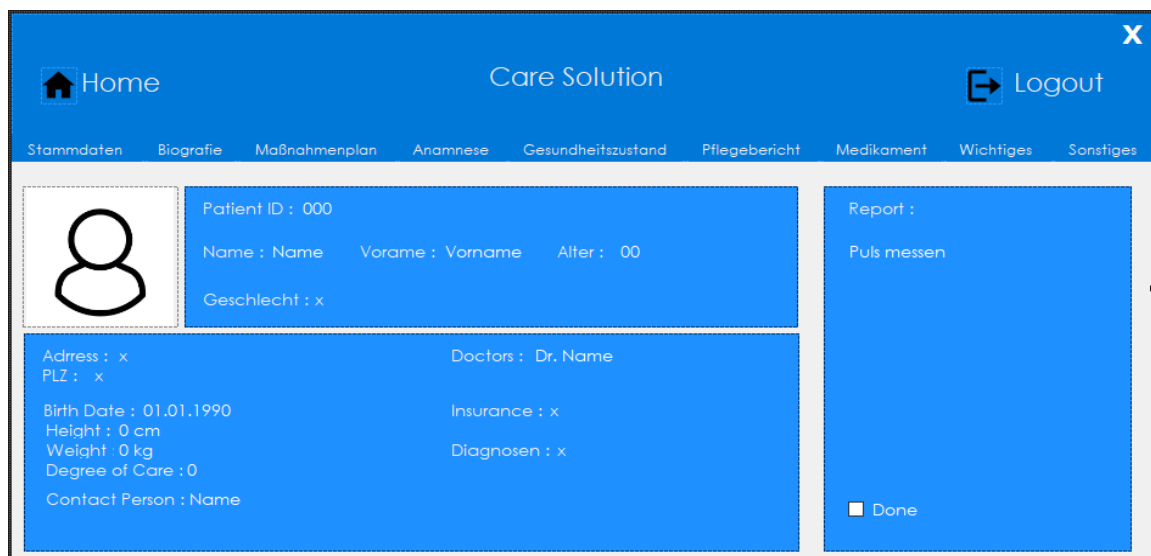 X
Home Care Solution Logout
Stammdaten Biografie Maßnahmenplan Anamnese Gesundheitszustand Pflegebericht Medikament Wichtiges Sonstiges
Patient ID : 000
Name : Name Vorame : Vorname Alter : 00
Geschlecht : x
Report :
Puls messen
Done
Adrress : x
PLZ : x
Birth Date : 01.01.1990
Height : 0 cm
Weight : 0 kg
Degree of Care : 0
Contact Person : Name
Doctors : Dr. Name
Insurance : x
Diagnosen : x